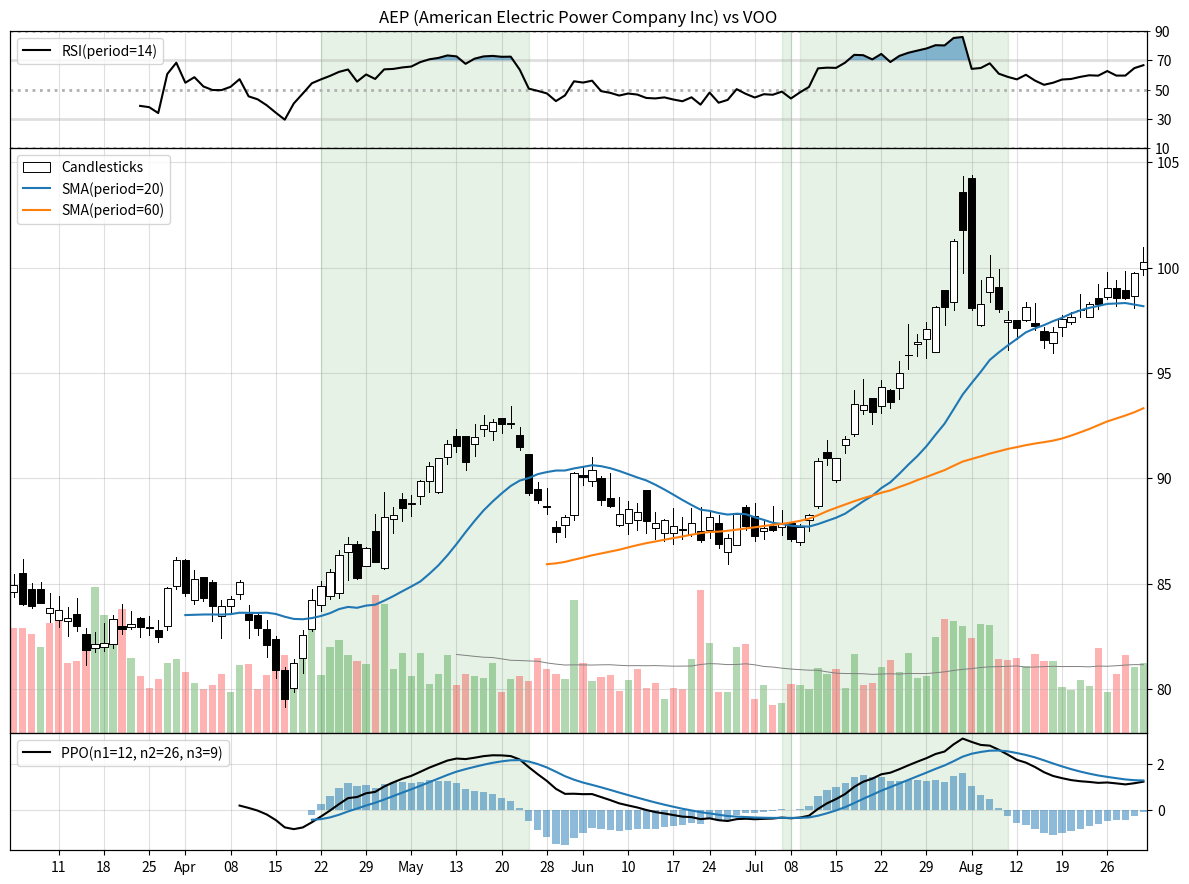 AEP (American Electric Power Company Inc) vs VOO
RSI(period=14)
90
70
50
30
10
Candlesticks
SMA(period=20)
SMA(period=60)
105
100
95
90
85
80
PPO(n1=12, n2=26, n3=9)
2
0
11 18 25 Apr 08 15 22 29 May 13 20 28 Jun 10 17 24 Jul 08 15 22 29 Aug 12 19 26